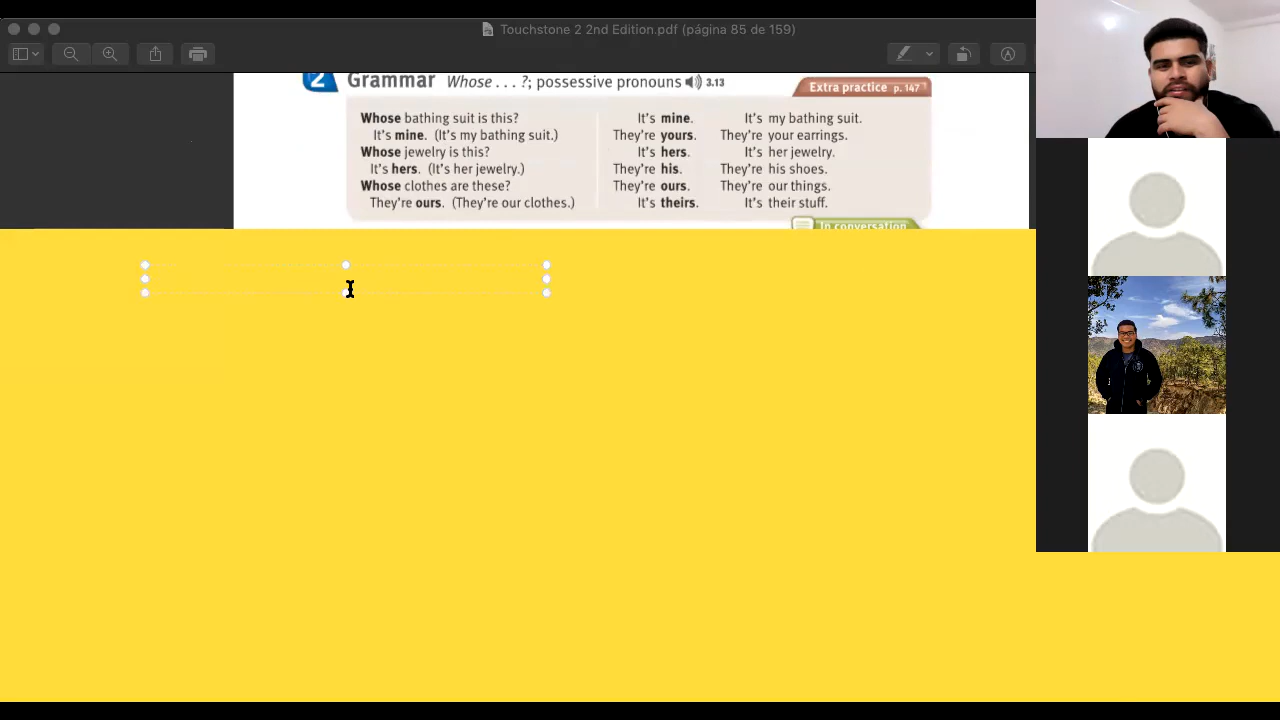 Touchstone 2 2nd Edition.pdf (página 85 de 159)
2 Grammar Whose . . . ?; possessive pronouns 3.13
Extra practice p. 147
Whose bathing suit is this?
It's mine. (It's my bathing suit.)
Whose jewelry is this?
It's hers. (It's her jewelry.)
Whose clothes are these?
They're ours. (They're our clothes.)
It's mine. It's my bathing suit.
They're yours. They're your earrings.
It's hers. It's her jewelry.
They're his. They're his shoes.
They're ours. They're our things.
It's theirs. It's their stuff.
In conversation